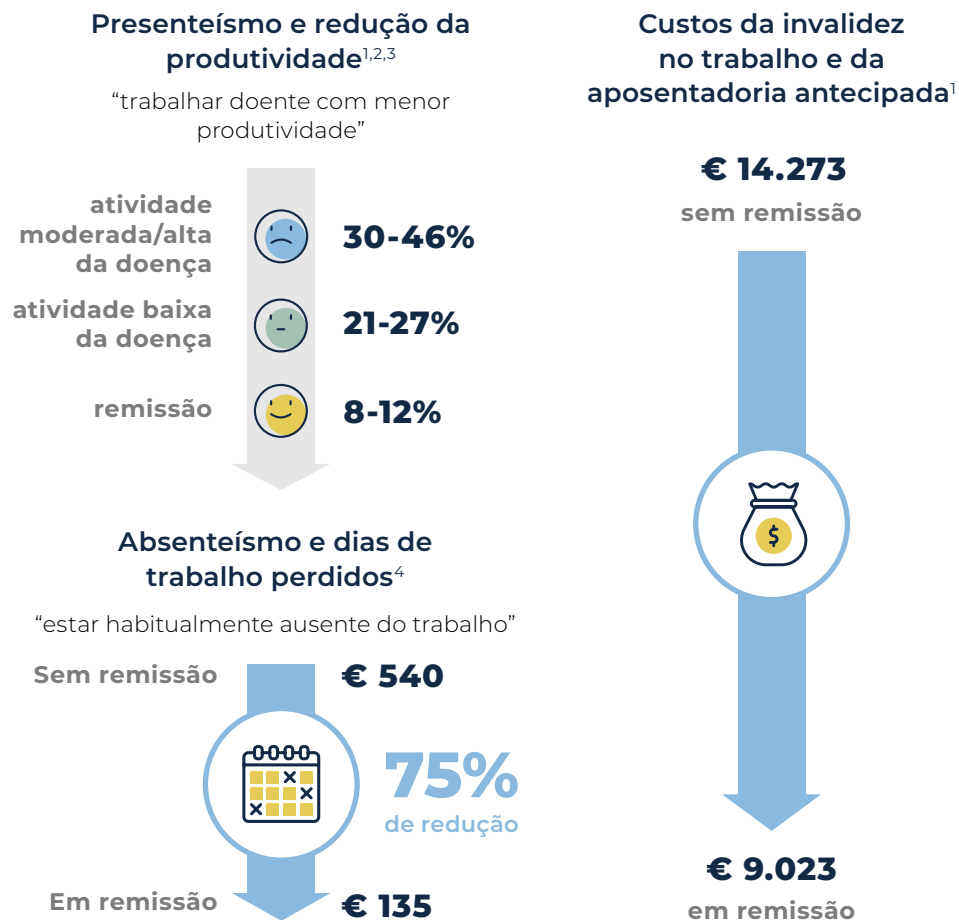 Presenteísmo e redução da
produtividade1,2,3
“trabalhar doente com menor
produtividade”
atividade
moderada/alta
da doença
30-46%
atividade baixa
da doença
21-27%
remissão
8-12%
Absenteísmo e dias de
trabalho perdidos4
“estar habitualmente ausente do trabalho”
Sem remissão
€ 540
75%
de redução
Em remissão
€ 135
Custos da invalidez
no trabalho e da
aposentadoria antecipada1
€ 14.273
sem remissão
$
€ 9.023
em remissão